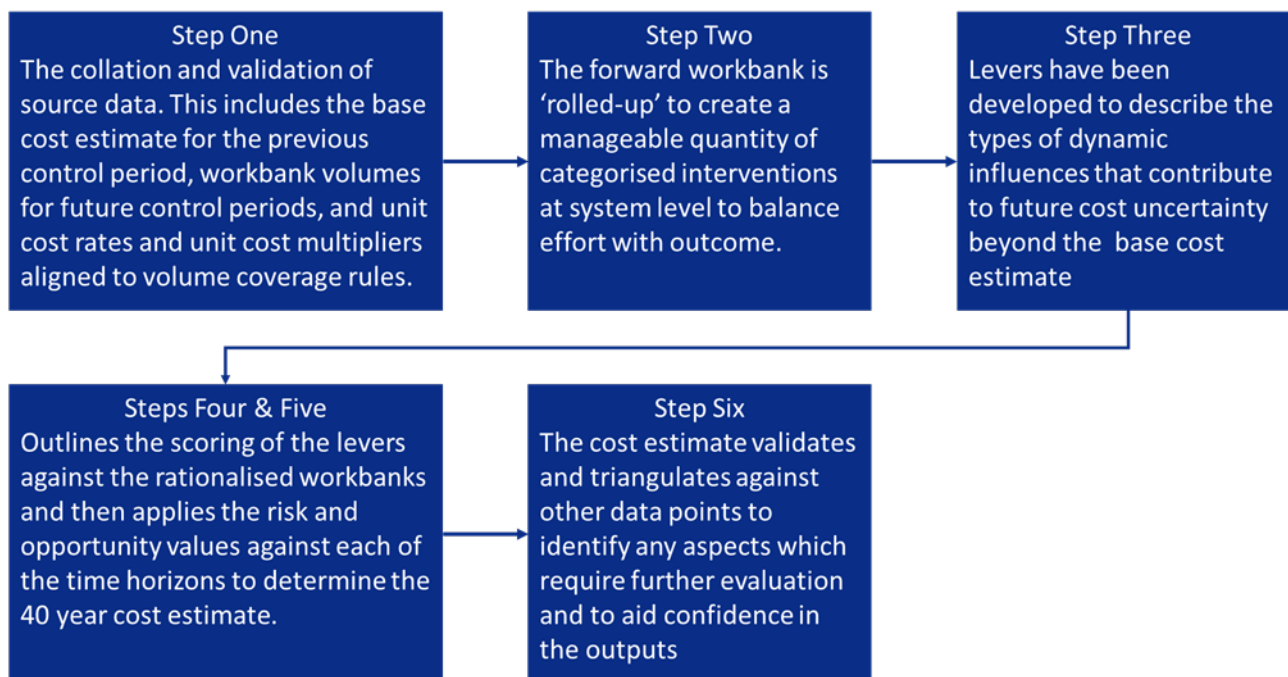 Step One
The collation and validation of
source data. This includes the base
cost estimate for the previous
control period, workbank volumes
for future control periods, and unit
cost rates and unit cost multipliers
aligned to volume coverage rules.
Step Two
The forward workbank is
‘rolled-up’ to create a
manageable quantity of
categorised interventions
at system level to balance
effort with outcome.
Step Three
Levers have been
developed to describe the
types of dynamic
influences that contribute
to future cost uncertainty
beyond the  base cost
estimate
Steps Four & Five
Outlines the scoring of the levers
against the rationalised workbanks
and then applies the risk and
opportunity values against each of
the time horizons to determine the
40 year cost estimate.
Step Six
The cost estimate validates
and triangulates against
other data points to
identify any aspects which
require further evaluation
and to aid confidence in
the outputs